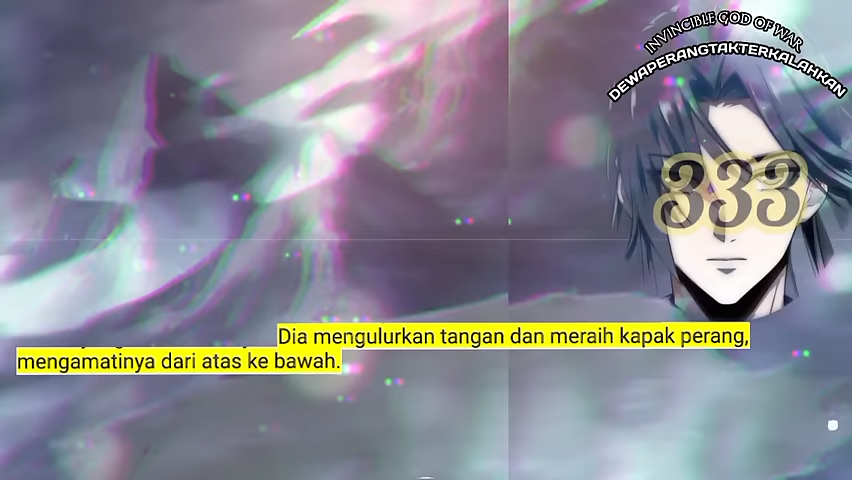 INVINCIBLE GOD OF WAR
DEWAPERANGTAKTERKALAHKAN
333
Dia mengulurkan tangan dan meraih kapak perang,
mengamatinya dari atas ke bawah.